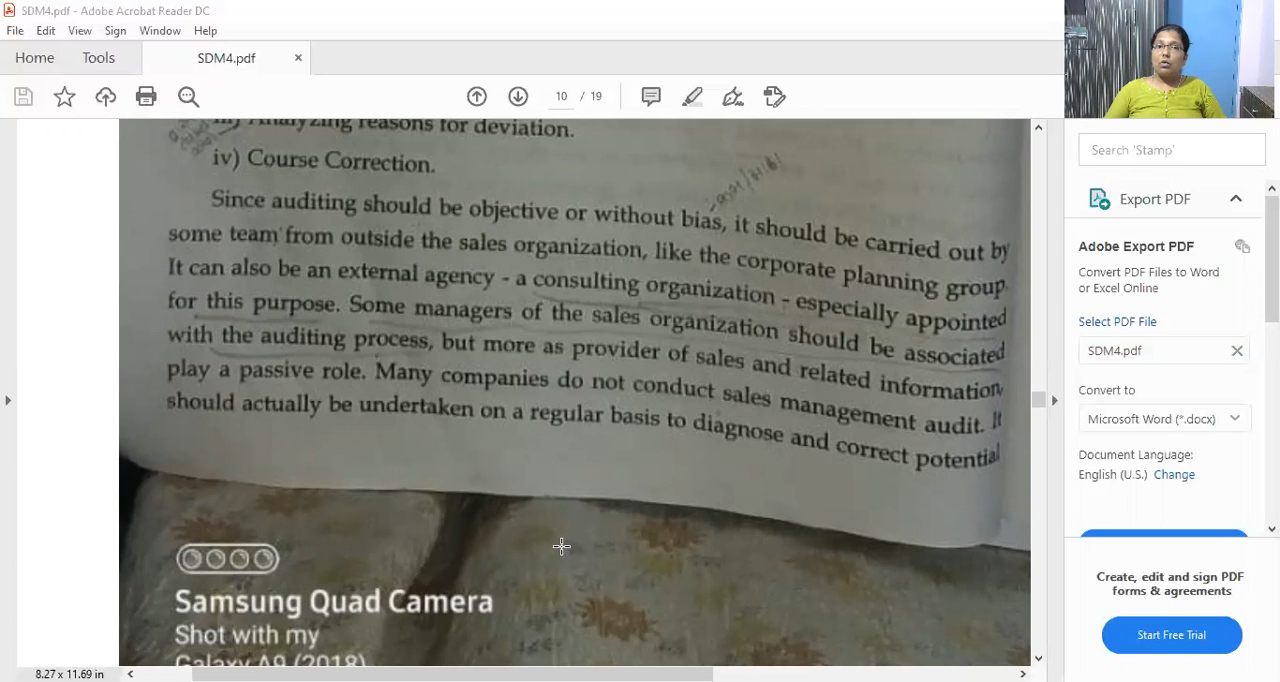 SDM4.pdf - Adobe Acrobat Reader DC
File Edit View Sign Window Help
Home Tools SDM4.pdf ×
10 / 19
iii) Analyzing reasons for deviation.
iv) Course Correction.
Since auditing should be objective or without bias, it should be carried out by
some team from outside the sales organization, like the corporate planning group.
It can also be an external agency - a consulting organization - especially appointed
for this purpose. Some managers of the sales organization should be associated
with the auditing process, but more as provider of sales and related information
play a passive role. Many companies do not conduct sales management audit. It
should actually be undertaken on a regular basis to diagnose and correct potential
Samsung Quad Camera
Shot with my
Galaxy A9 (2018)
8.27 x 11.69 in
Search 'Stamp'
Export PDF
Adobe Export PDF
Convert PDF Files to Word
or Excel Online
Select PDF File
SDM4.pdf
Convert to
Microsoft Word (*.docx)
Document Language:
English (U.S.) Change
Create, edit and sign PDF
forms & agreements
Start Free Trial